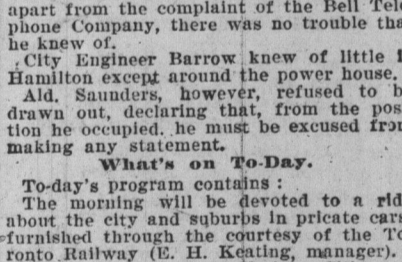 apart from the complaint of the Bell Tele
phone Company, there was no trouble tha
he knew of.
City Engineer Barrow knew of little i
Hamilton except around the power house.
Ald. Saunders, however, refused to b
drawn out, declaring that, from the pos
tion he occupied. he must be excused from
making any statement.
What's on To-Day.
To-day's program contains :
The morning will be devoted to a rid
about the city and squrbs in pricate cars
furnished through the courtesy of the To
ronto Railway (E. H. Keating, manager).